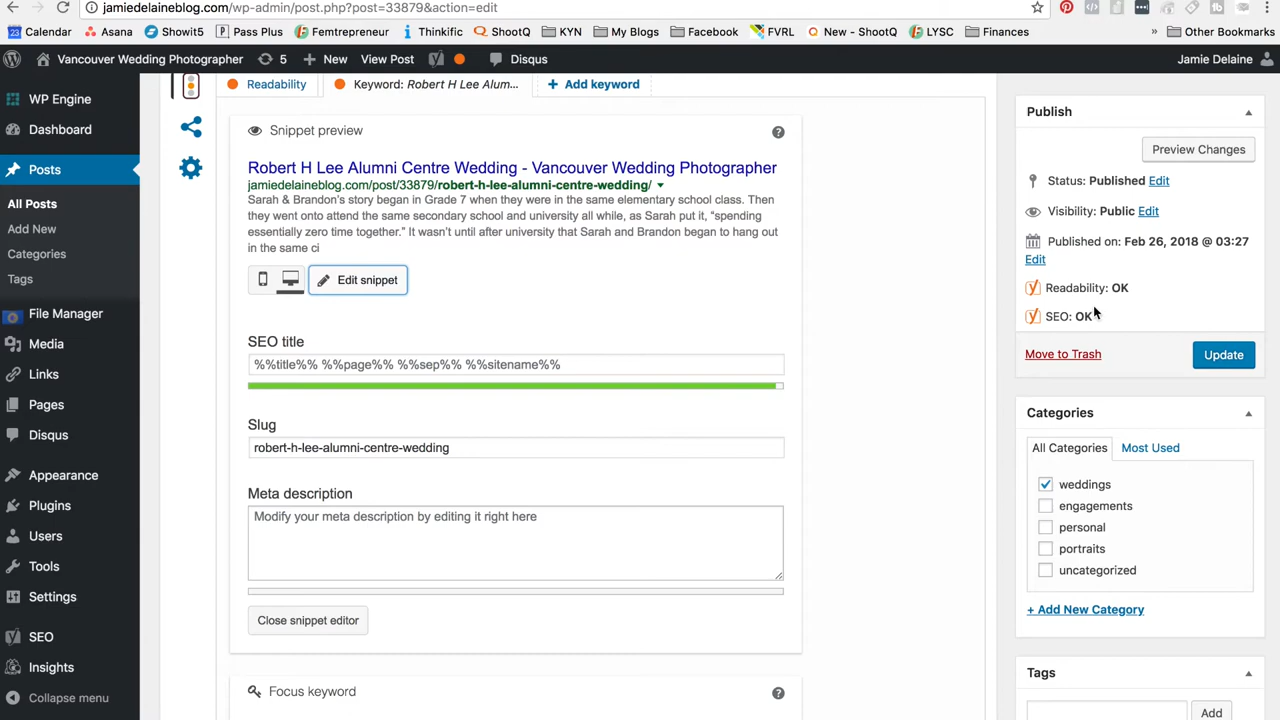 jamiedelaineblog.com/wp-admin/post.php?post=33879&action=edit
Calendar Asana Showit5 Pass Plus Femtrepreneur Thinkific ShootQ KYN My Blogs Facebook FVRL New - ShootQ LYSC Finances » Other Bookmarks
Vancouver Wedding Photographer 5 New View Post Disqus Jamie Delaine
WP Engine
Dashboard
Posts
All Posts
Add New
Categories
Tags
File Manager
Media
Links
Pages
Disqus
Appearance
Plugins
Users
Tools
Settings
SEO
Insights
Collapse menu
Readability Keyword: Robert H Lee Alum... + Add keyword
Snippet preview
Robert H Lee Alumni Centre Wedding - Vancouver Wedding Photographer
jamiedelaineblog.com/post/33879/robert-h-lee-alumni-centre-wedding/
Sarah & Brandon's story began in Grade 7 when they were in the same elementary school class. Then
they went onto attend the same secondary school and university all while, as Sarah put it, "spending
essentially zero time together." It wasn't until after university that Sarah and Brandon began to hang out
in the same ci
Edit snippet
SEO title
%%title%% %%page%% %%sep%% %%sitename%%
Slug
robert-h-lee-alumni-centre-wedding
Meta description
Modify your meta description by editing it right here
Close snippet editor
Focus keyword
Publish
Preview Changes
Status: Published Edit
Visibility: Public Edit
Published on: Feb 26, 2018 @ 03:27
Edit
Readability: OK
SEO: OK
Move to Trash Update
Categories
All Categories Most Used
weddings
engagements
personal
portraits
uncategorized
+ Add New Category
Tags
Add